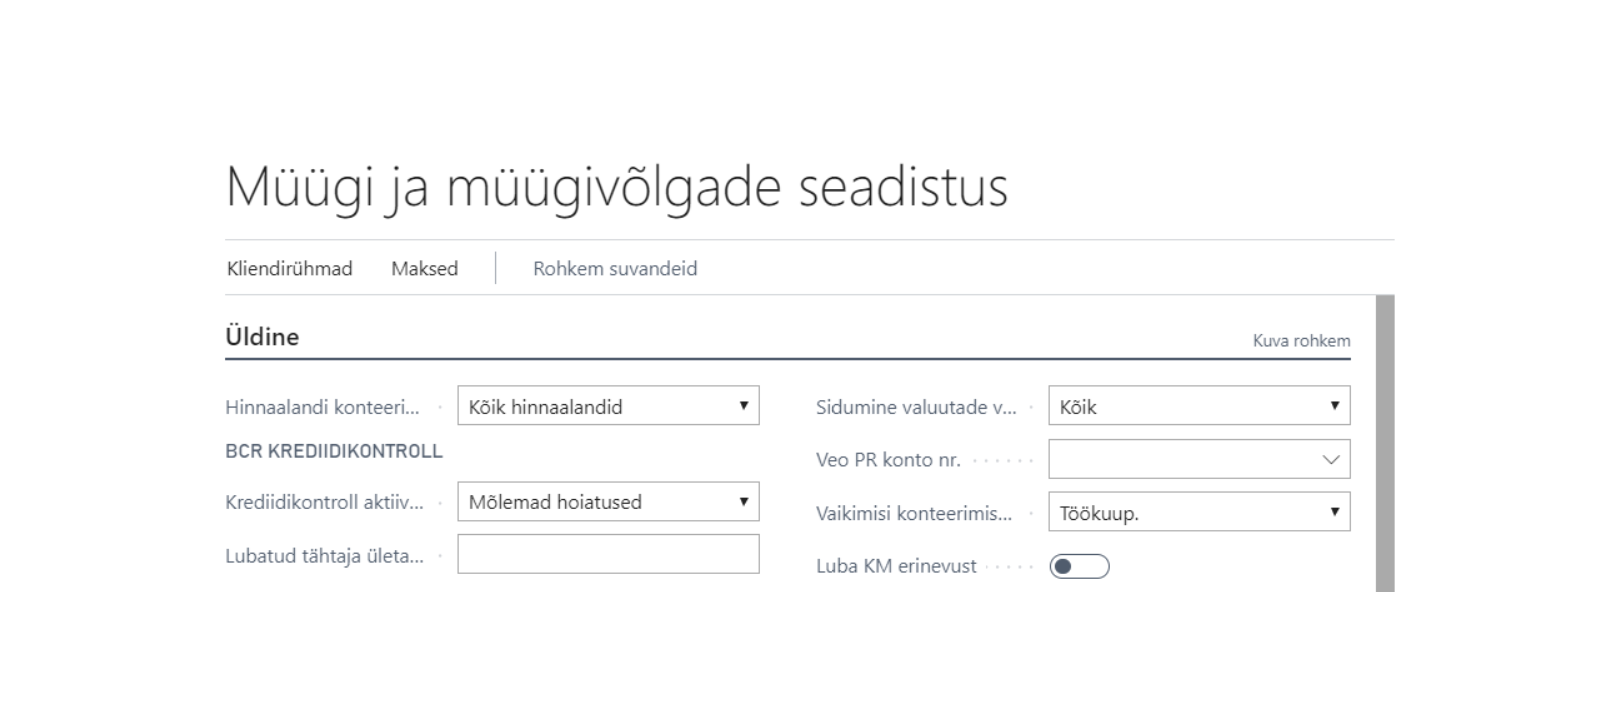 Müügi ja müügivõlgade seadistus
Kliendirühmad Maksed Rohkem suvandeid
Üldine Kuva rohkem
Hinnaalandi konteeri... Kõik hinnaalandid
BCR KREDIIDIKONTROLL
Krediidikontroll aktiiv... Mõlemad hoiatused
Lubatud tähtaja ületa...
Sidumine valuutade v... Kõik
Veo PR konto nr.
Vaikimisi konteerimis... Töökuup.
Luba KM erinevust